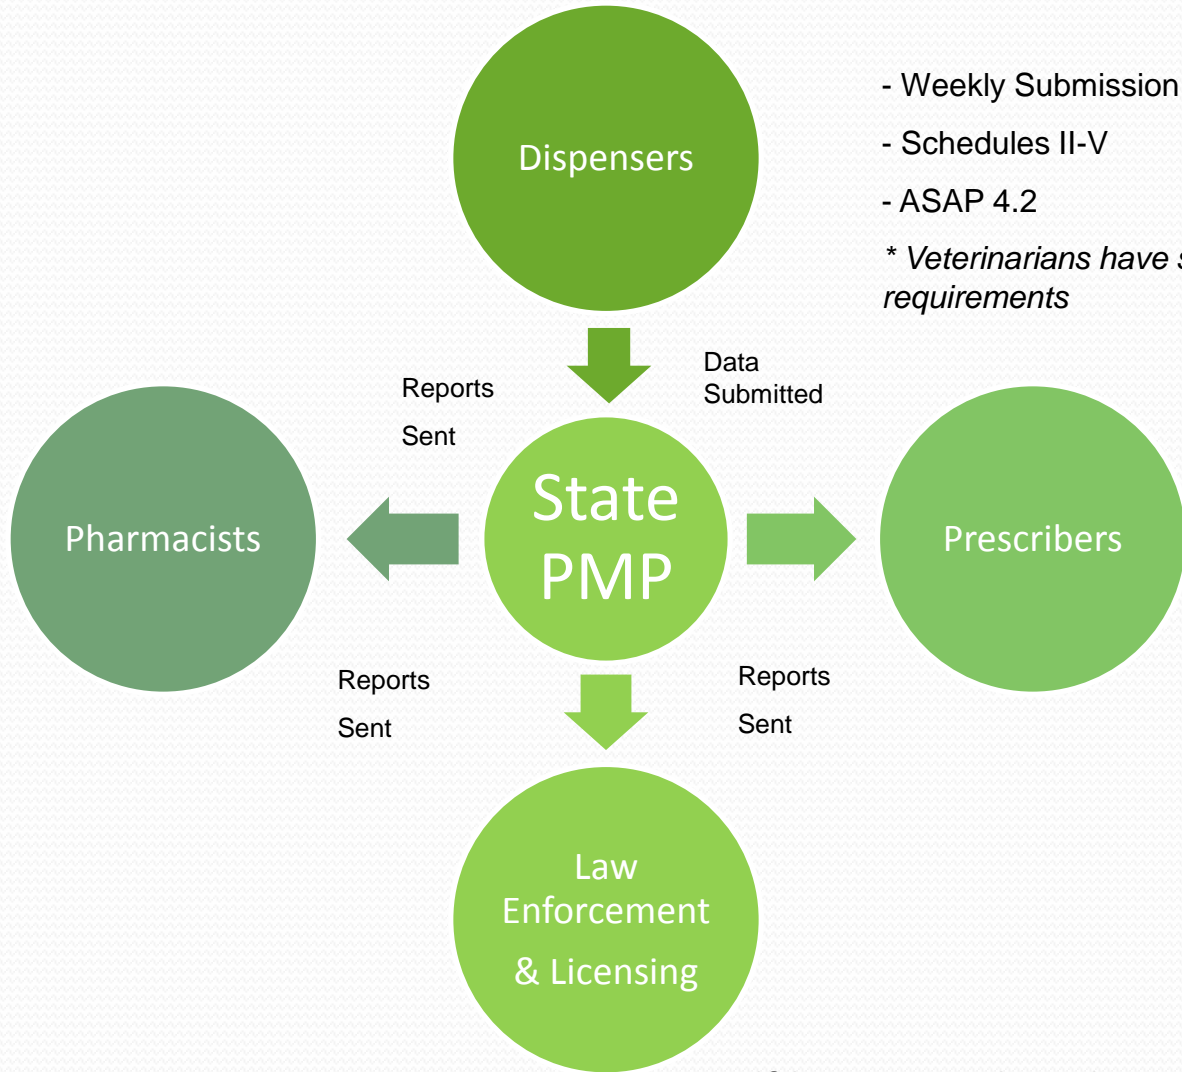 Dispensers
- Weekly Submission
- Schedules II-V
- ASAP 4.2
* Veterinarians have
requirements
Data
Submitted
Reports
Sent
Pharmacists
State
PMP
Prescribers
Reports
Sent
Reports
Sent
Law
Enforcement
& Licensing